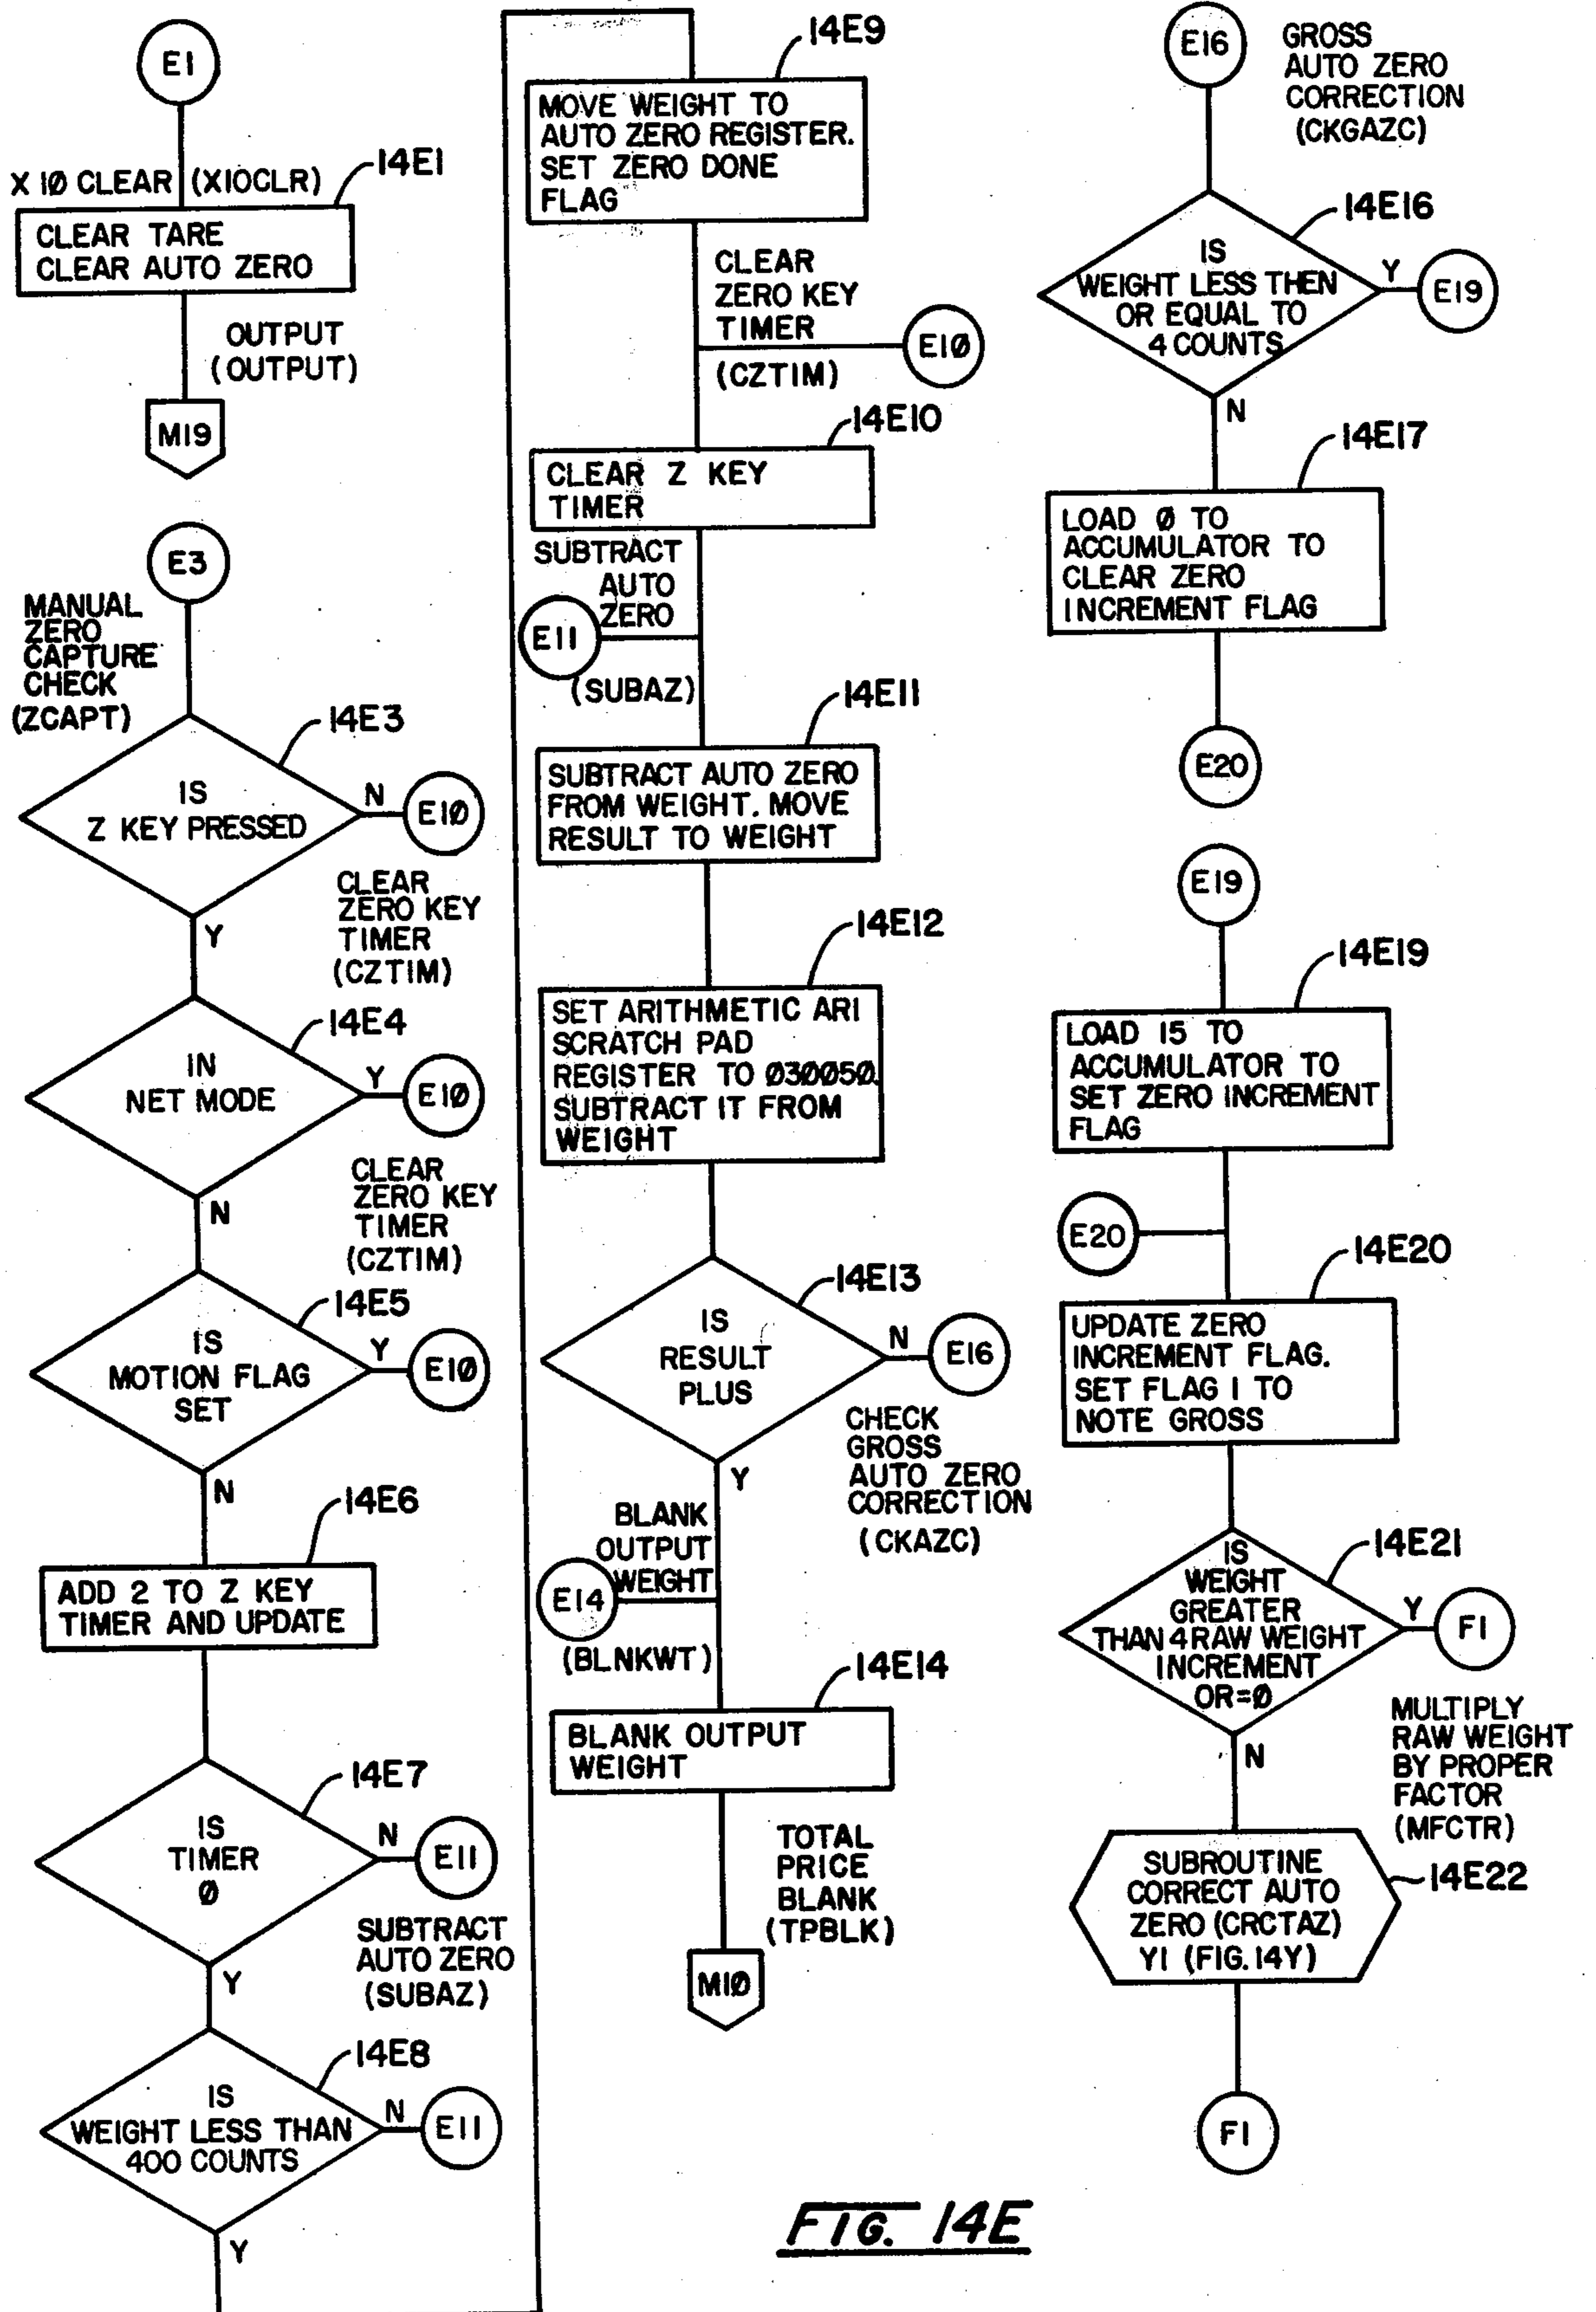 E1
X 1Ø CLEAR (X1OCLR)
14E1
CLEAR TARE
CLEAR AUTO ZERO
OUTPUT
(OUTPUT)
M19
E3
MANUAL
ZERO
CAPTURE
CHECK
(ZCAPT)
14E3
IS
Z KEY PRESSED
N
E1Ø
CLEAR
ZERO KEY
TIMER
(CZTIM)
Y
14E4
IN
NET MODE
Y
E1Ø
CLEAR
ZERO KEY
TIMER
(CZTIM)
N
14E5
IS
MOTION FLAG
SET
Y
E1Ø
N
14E6
ADD 2 TO Z KEY
TIMER AND UPDATE
14E7
IS
TIMER
Ø
N
E11
SUBTRACT
AUTO ZERO
(SUBAZ)
Y
14E8
IS
WEIGHT LESS THAN
400 COUNTS
N
E11
Y
14E9
MOVE WEIGHT TO
AUTO ZERO REGISTER.
SET ZERO DONE
FLAG
CLEAR
ZERO KEY
TIMER
E1Ø
(CZTIM)
14E10
CLEAR Z KEY
TIMER
SUBTRACT
AUTO
ZERO
E11
(SUBAZ)
14E11
SUBTRACT AUTO ZERO
FROM WEIGHT. MOVE
RESULT TO WEIGHT
14E12
SET ARITHMETIC ARI
SCRATCH PAD
REGISTER TO Ø30050.
SUBTRACT IT FROM
WEIGHT
14E13
IS
RESULT
PLUS
N
E16
CHECK
GROSS
AUTO ZERO
CORRECTION
(CKAZC)
Y
BLANK
OUTPUT
WEIGHT
E14
(BLNKWT)
14E14
BLANK OUTPUT
WEIGHT
TOTAL
PRICE
BLANK
(TPBLK)
M1Ø
E16
GROSS
AUTO ZERO
CORRECTION
(CKGAZC)
14E16
IS
WEIGHT LESS THEN
OR EQUAL TO
4 COUNTS
Y
E19
N
14E17
LOAD Ø TO
ACCUMULATOR TO
CLEAR ZERO
INCREMENT FLAG
E20
E19
14E19
LOAD 15 TO
ACCUMULATOR TO
SET ZERO INCREMENT
FLAG
E20
14E20
UPDATE ZERO
INCREMENT FLAG.
SET FLAG 1 TO
NOTE GROSS
14E21
IS
WEIGHT
GREATER
THAN 4 RAW WEIGHT
INCREMENT
OR=Ø
Y
F1
MULTIPLY
RAW WEIGHT
BY PROPER
FACTOR
(MFCTR)
N
14E22
SUBROUTINE
CORRECT AUTO
ZERO (CRCTAZ)
Y1 (FIG.14Y)
F1
FIG. 14E